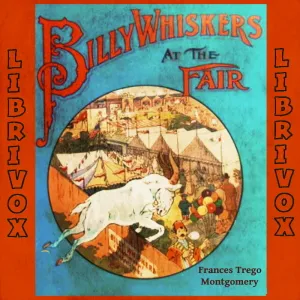 BILLY WHISKERS
AT THE
FAIR
LIBRIVOX
LIBRIVOX
Frances Trego
Montgomery